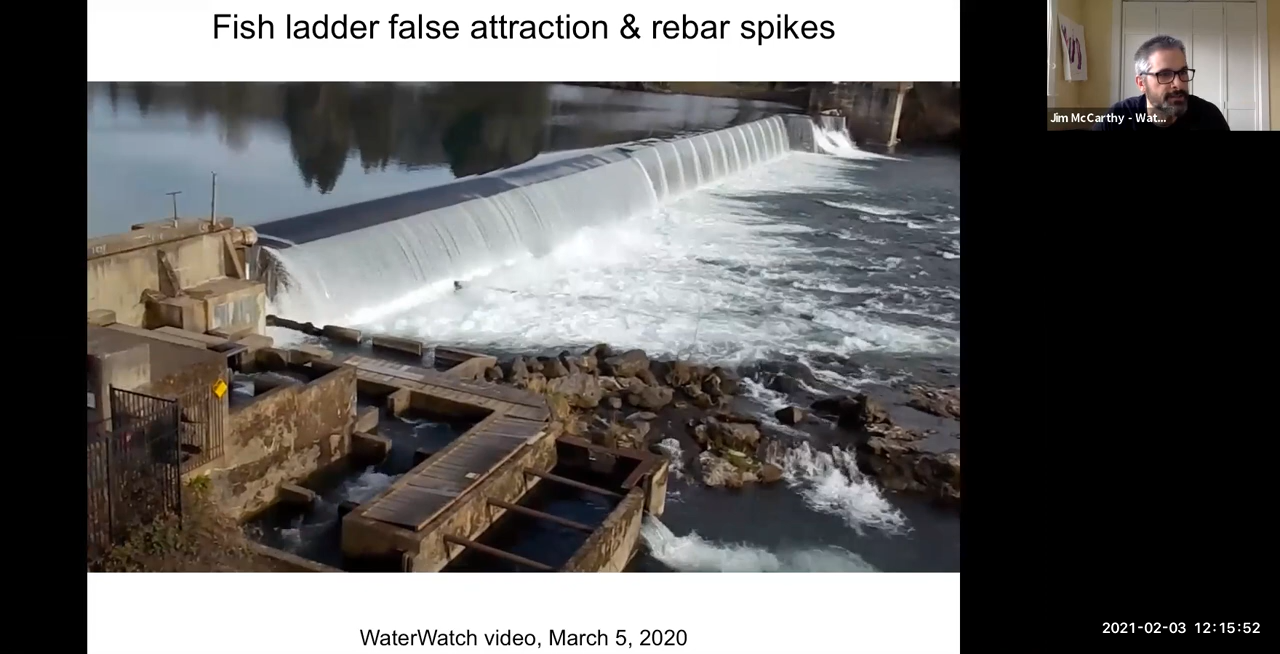 Fish ladder false attraction & rebar spikes
Jim McCarthy - Wat...
WaterWatch video, March 5, 2020
2021-02-03 12:15:52